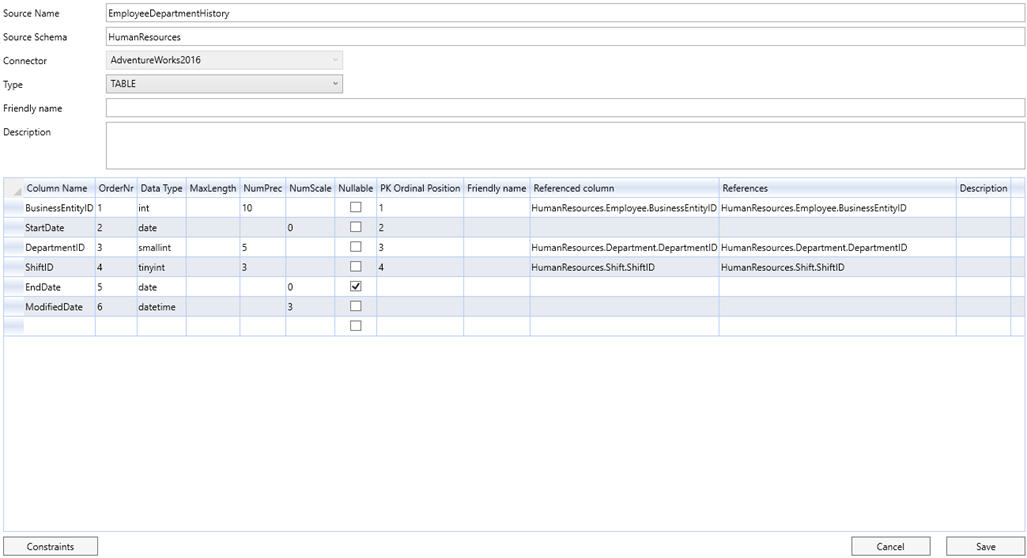 Source Name EmployeeDepartmentHistory
Source Schema HumanResources
Connector AdventureWorks2016
Type TABLE
Friendly name
Description
Column Name OrderNr Data Type MaxLength NumPrec NumScale Nullable PK Ordinal Position Friendly name Referenced column References Description
BusinessEntityID 1 int 10 1 HumanResources.Employee.BusinessEntityID HumanResources.Employee.BusinessEntityID
StartDate 2 date 0 2
DepartmentID 3 smallint 5 3 HumanResources.Department.DepartmentID HumanResources.Department.DepartmentID
ShiftID 4 tinyint 3 4 HumanResources.Shift.ShiftID HumanResources.Shift.ShiftID
EndDate 5 date 0
ModifiedDate 6 datetime 3
Constraints Cancel Save